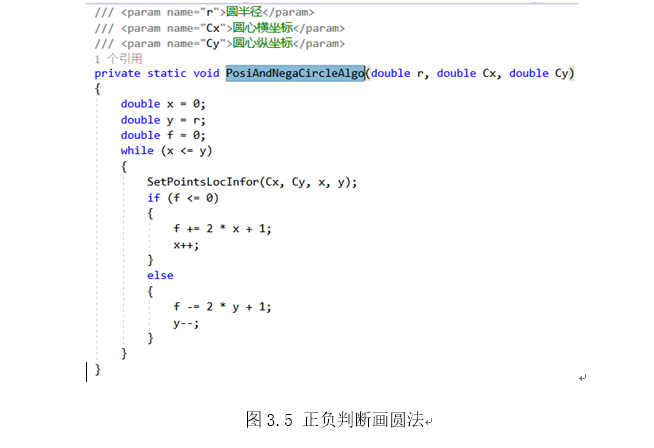 /// <param name="r">圆半径</param>
/// <param name="Cx">圆心横坐标</param>
/// <param name="Cy">圆心纵坐标</param>
1 个引用
private static void PosiAndNegaCircleAlgo(double r, double Cx, double Cy)
{
double x = 0;
double y = r;
double f = 0;
while (x <= y)
{
SetPointsLocInfor(Cx, Cy, x, y);
if (f <= 0)
{
f += 2 * x + 1;
x++;
}
else
{
f -= 2 * y + 1;
y--;
}
}
}
图 3.5 正负判断画圆法